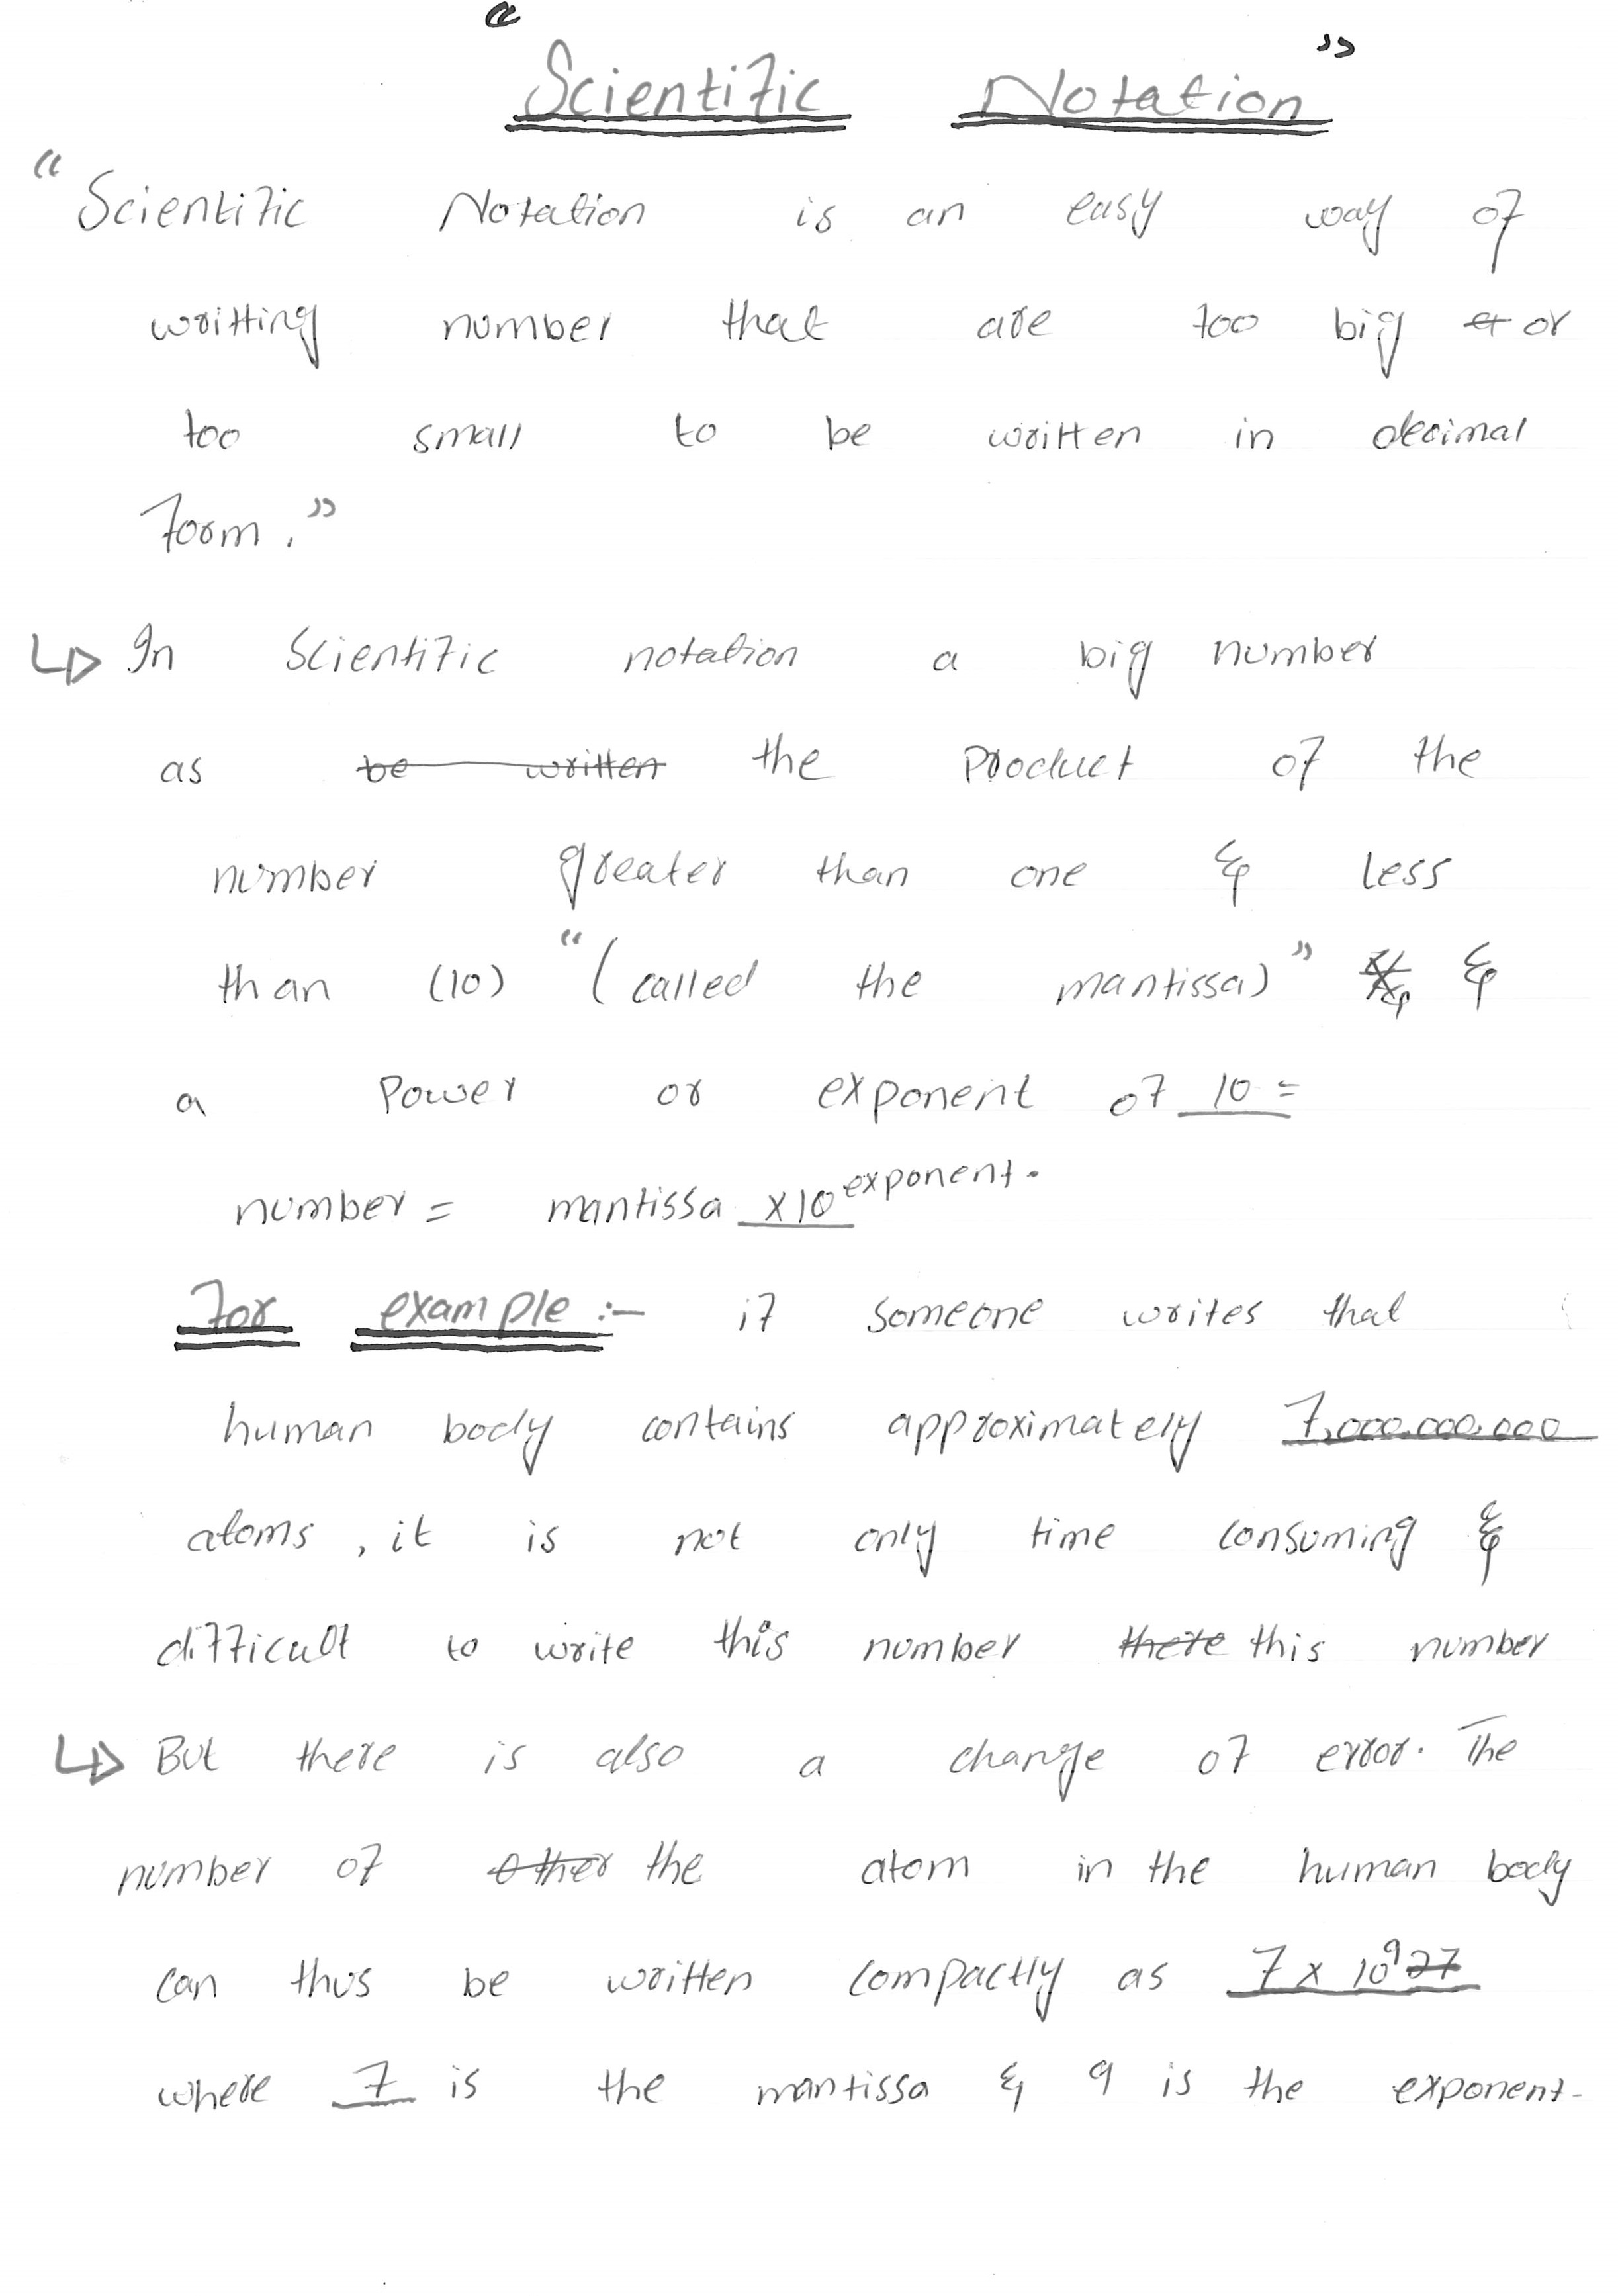 “Scientific Notation”
“Scientific Notation is an easy way of
writting number that are too big or or
too small to be written in decimal
Form.”
In Scientific notation a big number
as be written the Product of the
number greater than one & less
than (10) “(called the mantissa)” &
a Power or exponent of 10 =
number = mantissa x10^exponent.
For example :- if someone writes that
human body contains approximately 7,000,000,000
atoms, it is not only time consuming &
difficult to write this number there this number
But there is also a change of error. The
number of other the atom in the human body
can thus be written compactly as 7 x 10^9 27
where 7 is the mantissa & 9 is the exponent-